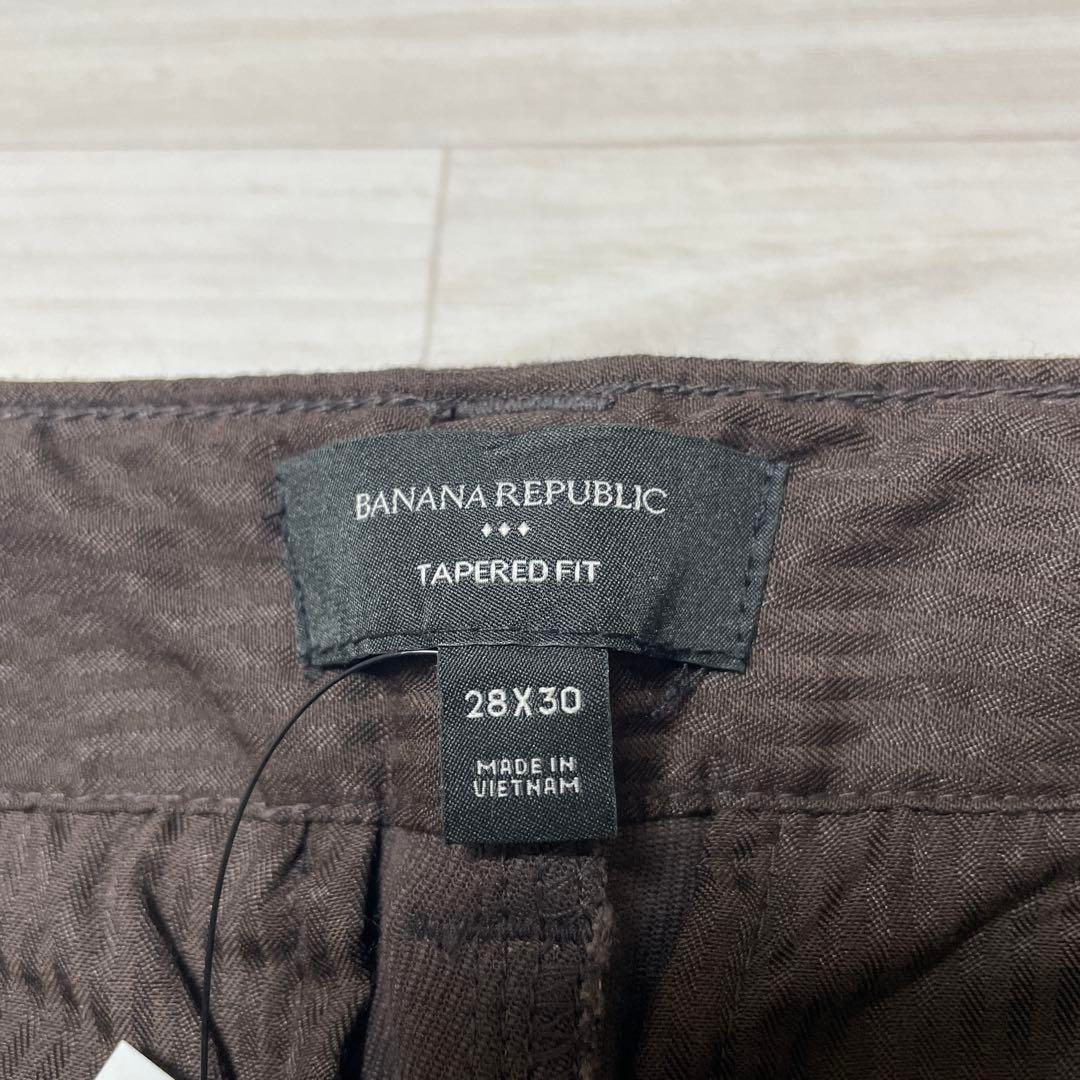 BANANA REPUBLIC
TAPERED FIT
28X30
MADE IN
VIETNAM